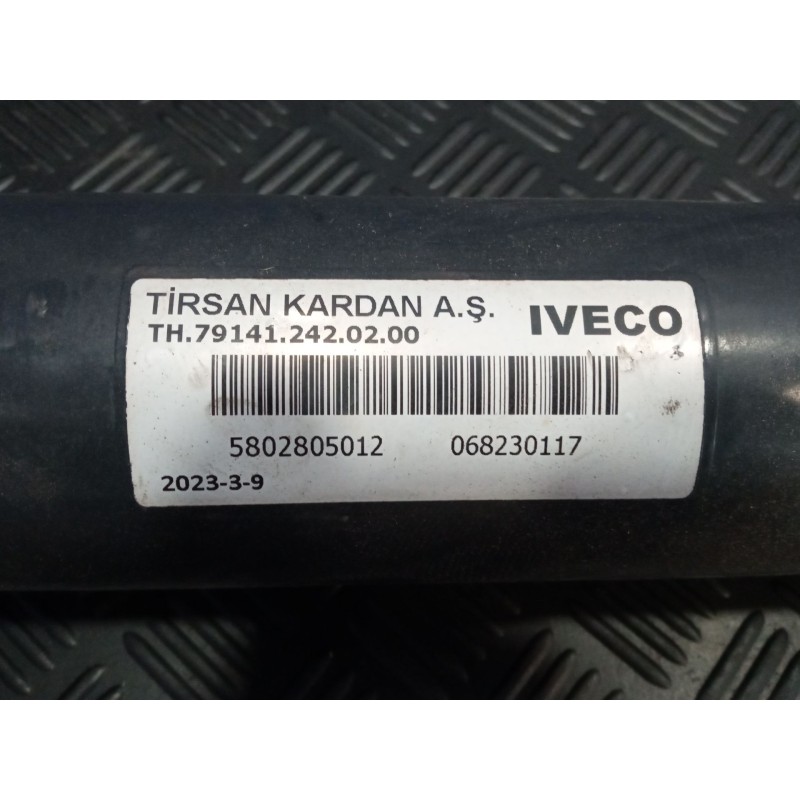 TİRSAN KARDAN A.Ş. IVECO
TH.79141.242.02.00
5802805012 068230117
2023-3-9